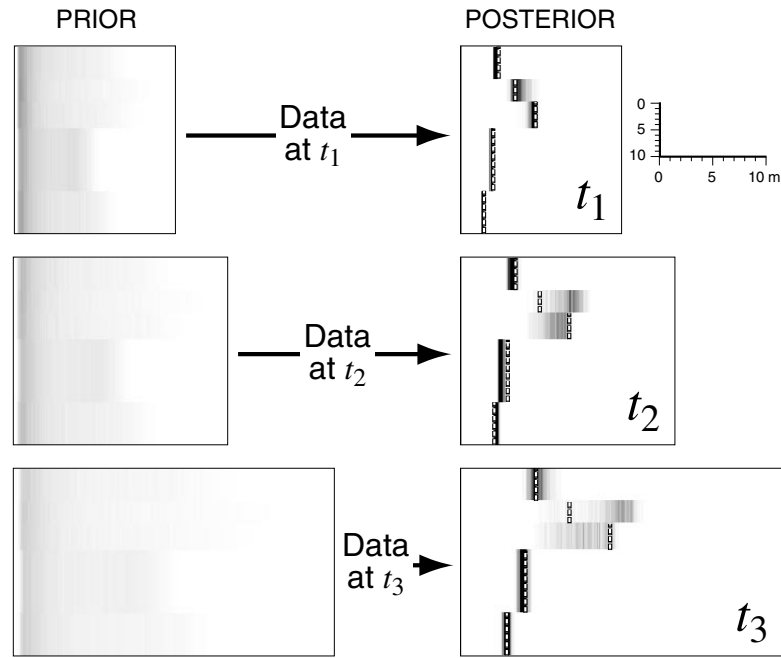 PRIOR
POSTERIOR
Data
at t1
0
5
10
0 5 10 m
t1
Data
at t2
t2
Data
at t3
t3